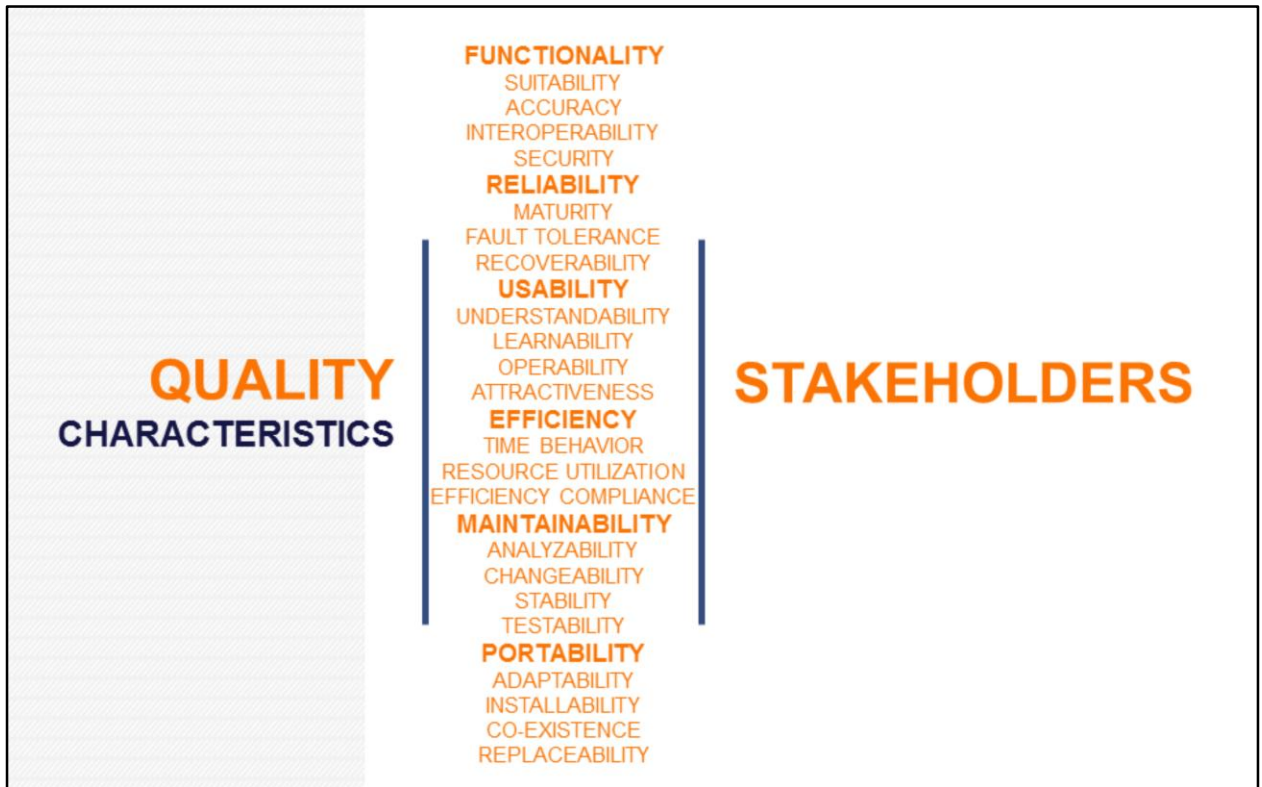 QUALITY
CHARACTERISTICS
FUNCTIONALITY
SUITABILITY
ACCURACY
INTEROPERABILITY
SECURITY
RELIABILITY
MATURITY
FAULT TOLERANCE
RECOVERABILITY
USABILITY
UNDERSTANDABILITY
LEARNABILITY
OPERABILITY
ATTRACTIVENESS
EFFICIENCY
TIME BEHAVIOR
RESOURCE UTILIZATION
EFFICIENCY COMPLIANCE
MAINTAINABILITY
ANALYZABILITY
CHANGEABILITY
STABILITY
TESTABILITY
PORTABILITY
ADAPTABILITY
INSTALLABILITY
CO-EXISTENCE
REPLACEABILITY
STAKEHOLDERS